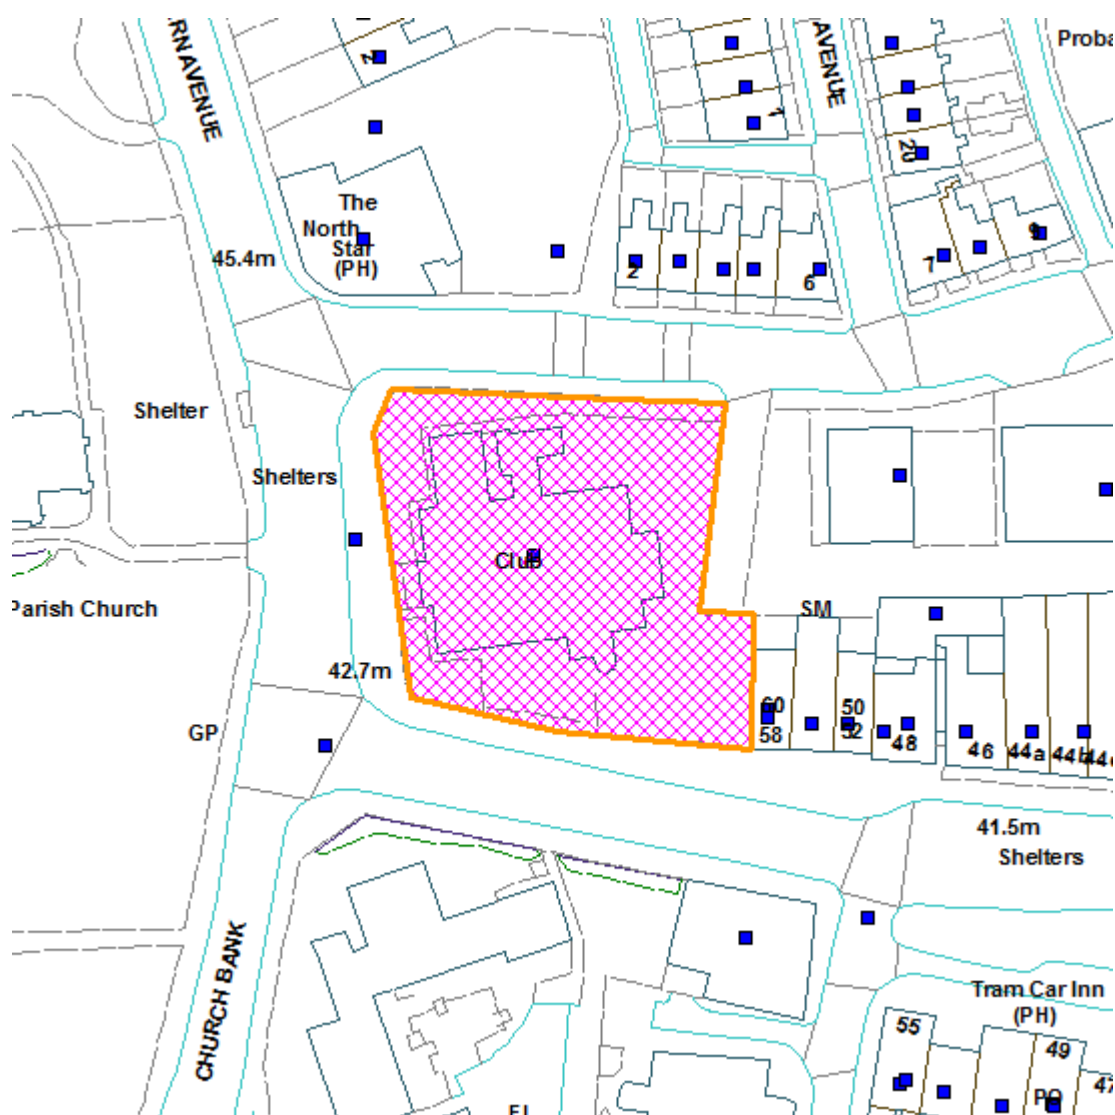 RN AVENUE
AVENUE
Proba
2
1
20
The
North
Star
(PH)
45.4m
2
6
7
9
Shelter
Shelters
Club
Parish Church
SM
42.7m
GP
60
58
50
52
48
46
44a
44b
41.5m
Shelters
CHURCH BANK
Tram Car Inn
(PH)
55
49
47
PO